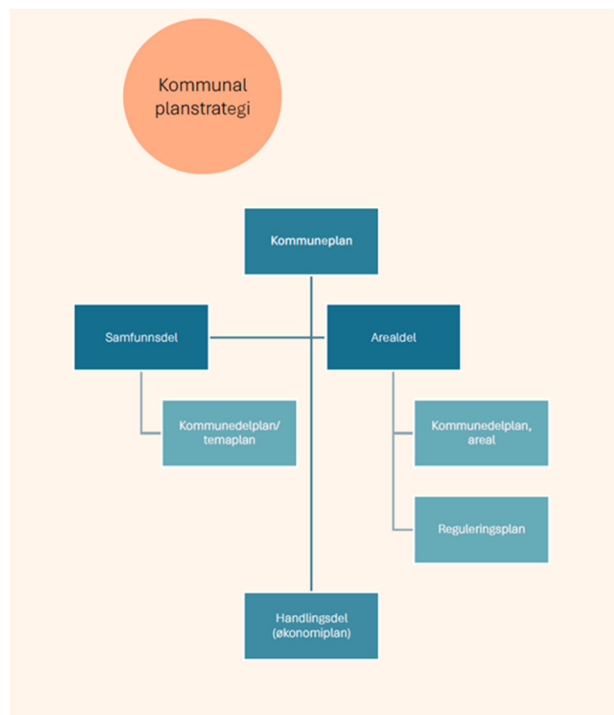 Kommunal
planstrategi
Kommuneplan
Samfunnsdel
Arealdel
Kommunedelplan/
temaplan
Kommunedelplan,
areal
Reguleringsplan
Handlingsdel
(økonomiplan)